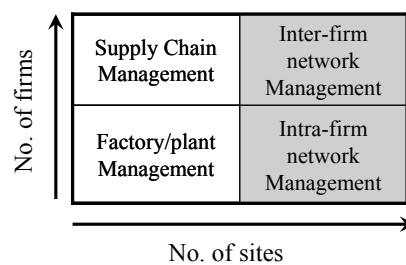 No. of firms
Supply Chain
Management
Inter-firm
network
Management
Factory/plant
Management
Intra-firm
network
Management
No. of sites